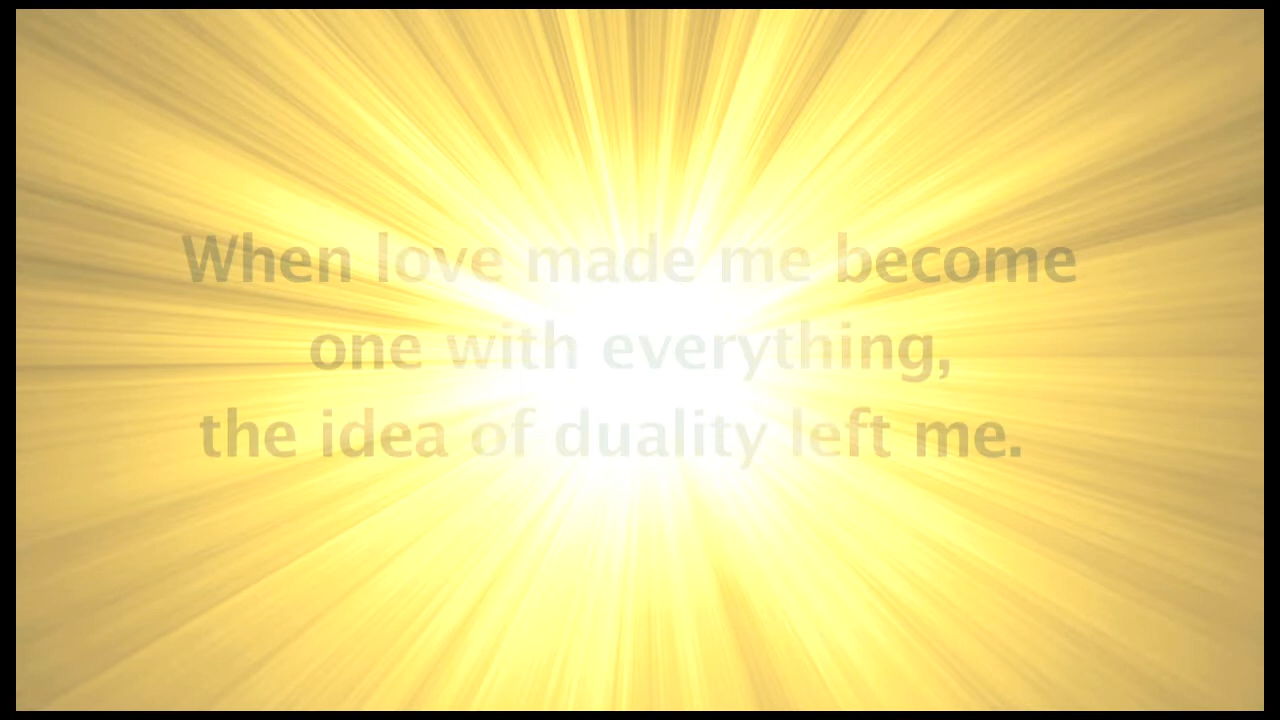 When love made me become
one with everything,
the idea of duality left me.